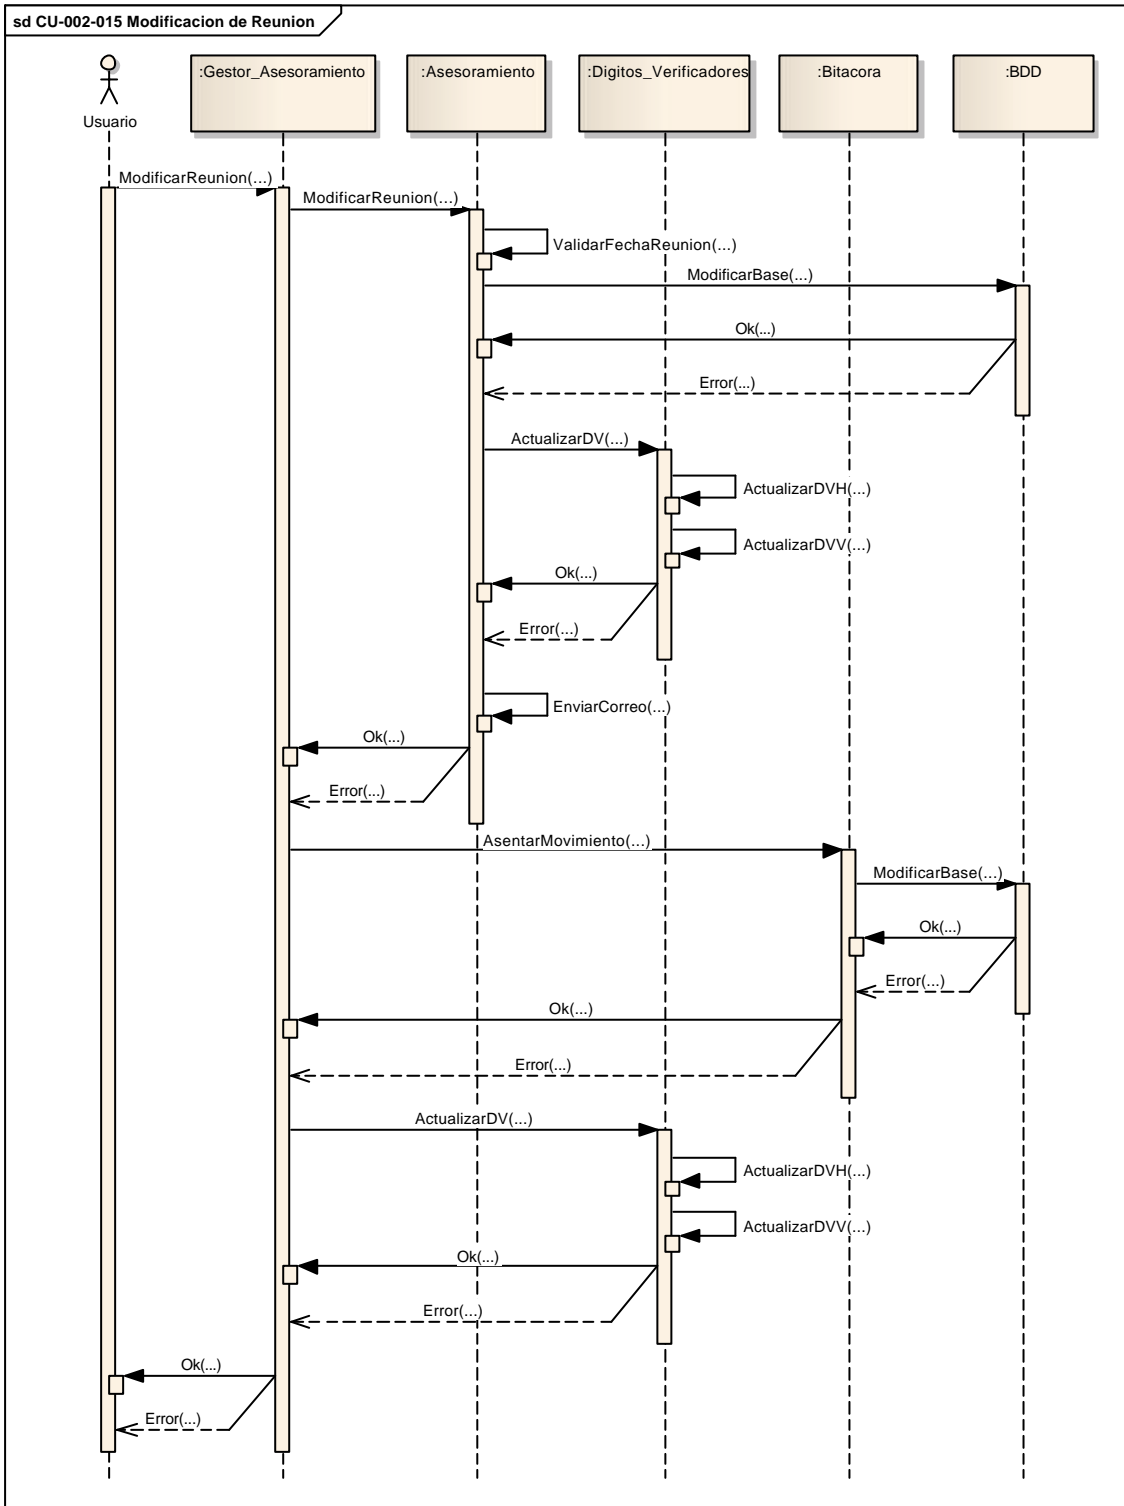 sd CU-002-015 Modificacion de Reunion
:Gestor_Asesoramiento
:Asesoramiento
:Digitos_Verificadores
:Bitacora
:BDD
Usuario
ModificarReunion(...)
ModificarReunion(...)
ValidarFechaReunion(...)
ModificarBase(...)
Ok(...)
Error(...)
ActualizarDV(...)
ActualizarDVH(...)
ActualizarDVV(...)
Ok(...)
Error(...)
EnviarCorreo(...)
Ok(...)
Error(...)
AsentarMovimiento(...)
ModificarBase(...)
Ok(...)
Error(...)
Ok(...)
Error(...)
ActualizarDV(...)
ActualizarDVH(...)
ActualizarDVV(...)
Ok(...)
Error(...)
Ok(...)
Error(...)